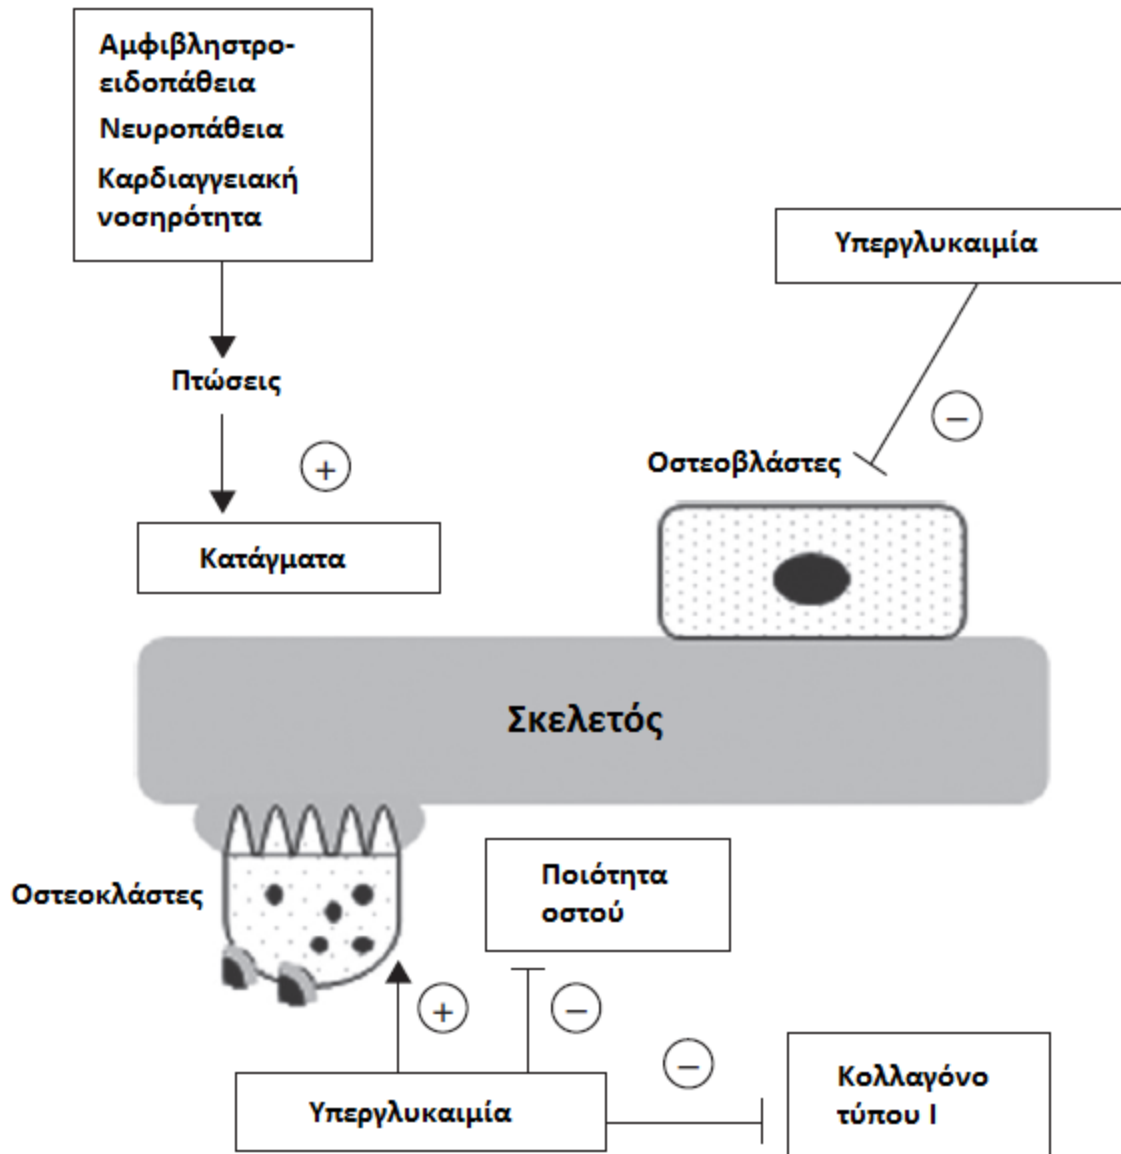 Αμφιβληστρο-
ειδοπάθεια
Νευροπάθεια
Καρδιαγγειακή
νοσηρότητα
Υπεργλυκαιμία
−
Πτώσεις
+
Οστεοβλάστες
Κατάγματα
Σκελετός
Οστεοκλάστες
Ποιότητα
οστού
+
−
−
Υπεργλυκαιμία
Κολλαγόνο
τύπου Ι